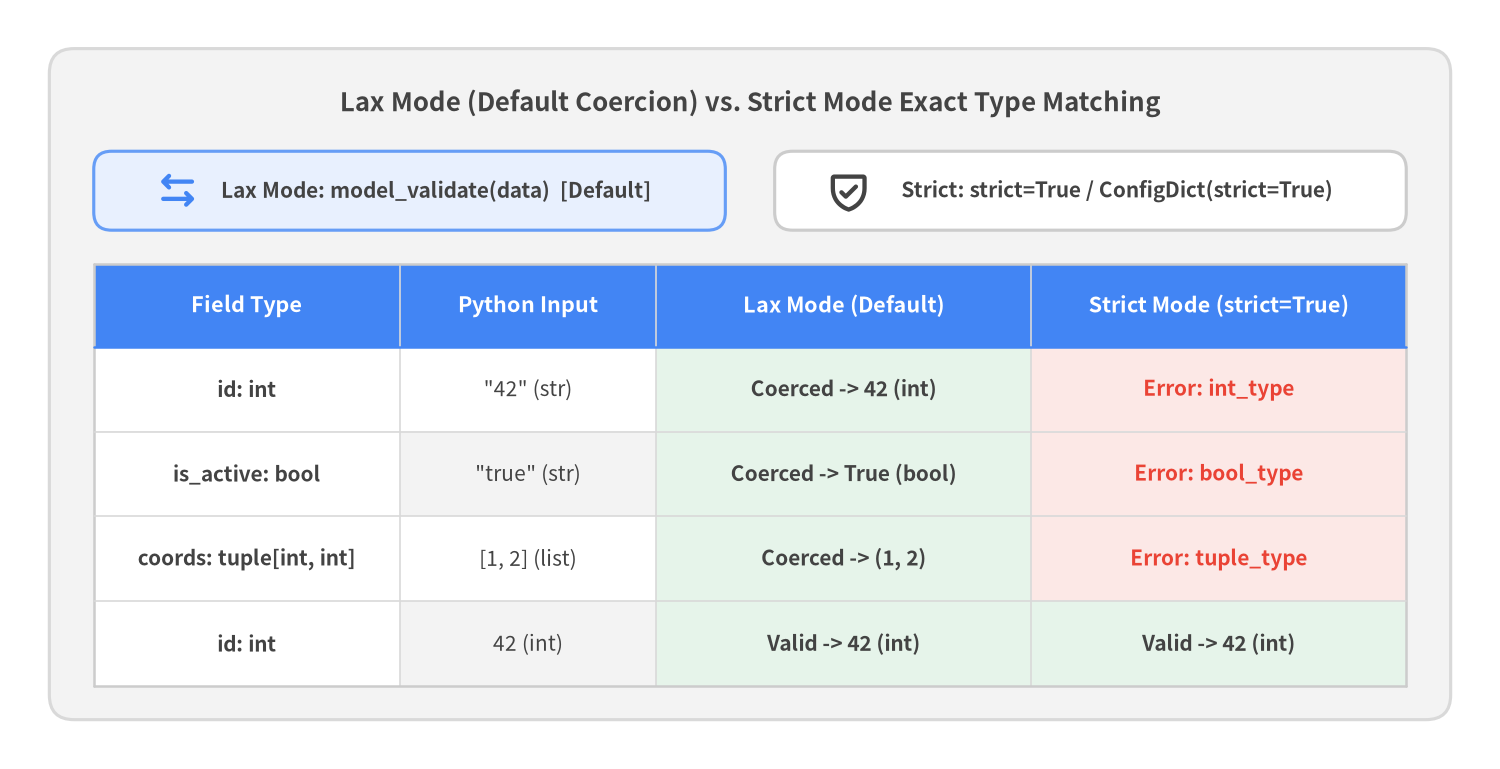 Lax Mode (Default Coercion) vs. Strict Mode Exact Type Matching
Lax Mode: model_validate(data) [Default]
Strict: strict=True / ConfigDict(strict=True)
Field Type
Python Input
Lax Mode (Default)
Strict Mode (strict=True)
id: int
"42" (str)
Coerced -> 42 (int)
Error: int_type
is_active: bool
"true" (str)
Coerced -> True (bool)
Error: bool_type
coords: tuple[int, int]
[1, 2] (list)
Coerced -> (1, 2)
Error: tuple_type
id: int
42 (int)
Valid -> 42 (int)
Valid -> 42 (int)